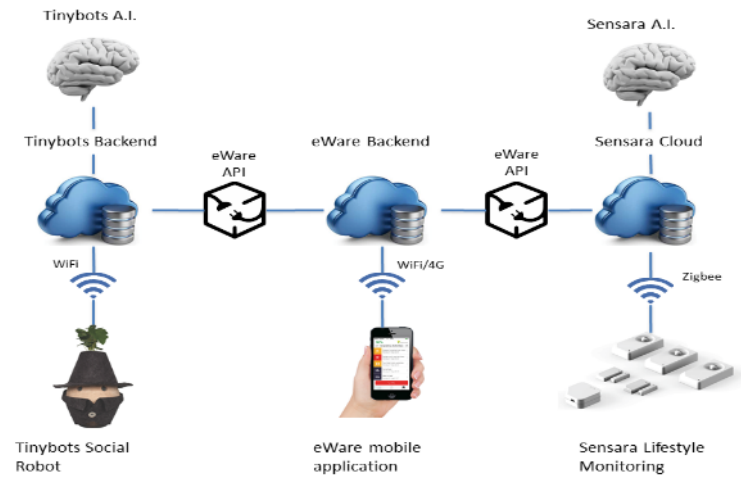 Tinybots A.I.
Sensara A.I.
Tinybots Backend
eWare Backend
Sensara Cloud
eWare
API
eWare
API
WiFi
WiFi/4G
Zigbee
Tinybots Social
Robot
eWare mobile
application
Sensara Lifestyle
Monitoring